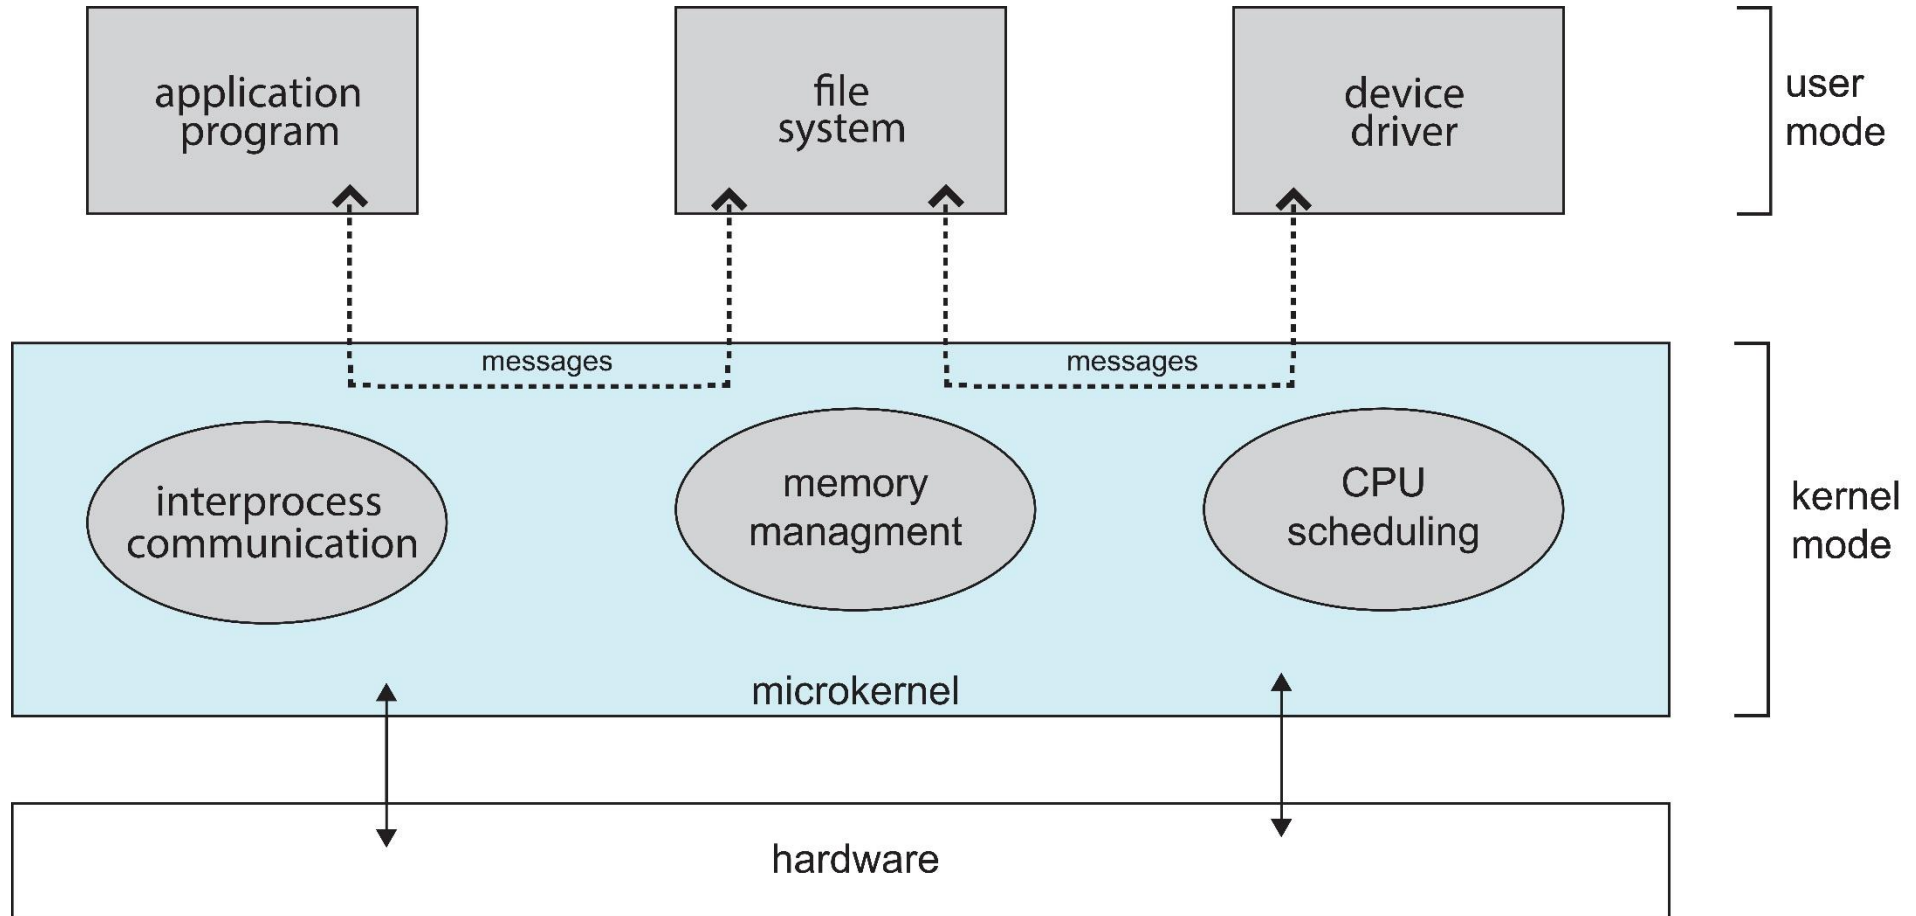 application
program
file
system
device
driver
user
mode
messages
messages
interprocess
communication
memory
managment
CPU
scheduling
kernel
mode
microkernel
hardware